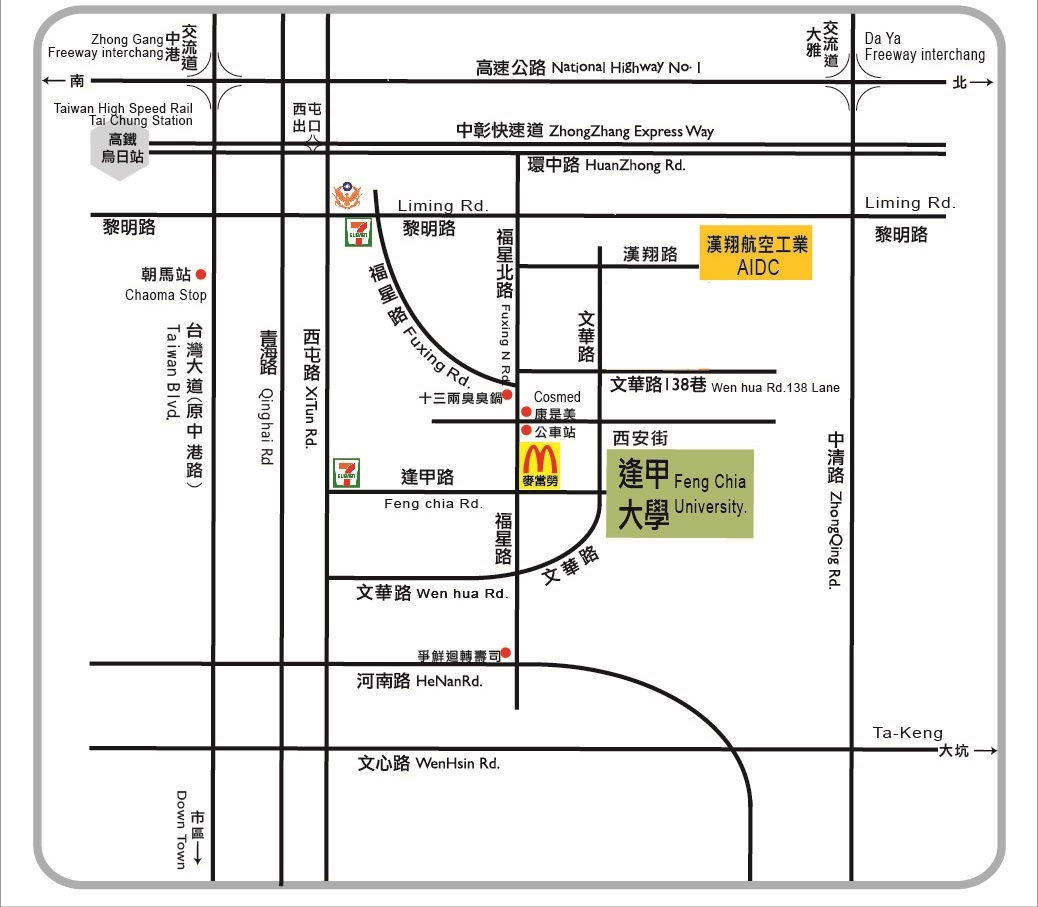 Zhong Gang
Freeway interchang
中港
交流道
大雅
交流道
Da Ya
Freeway interchang
高速公路 National Highway No·1
←南
北→
Taiwan High Speed Rail
Tai Chung Station
高鐵
烏日站
西屯
出口
中彰快速道 ZhongZhang Express Way
環中路 HuanZhong Rd.
Liming Rd.
黎明路
黎明路
Liming Rd.
黎明路
7
ELEVEN
漢翔路
漢翔航空工業
AIDC
朝馬站
Chaoma Stop
福星路 Fuxing Rd.
福星北路 Fuxing N Rd
文華路
台灣大道(原中港路)
Taiwan Blvd.
青海路 Qinghai Rd
西屯路 XiTun Rd.
文華路138巷 Wen hua Rd.138 Lane
十三兩臭臭鍋
Cosmed
康是美
公車站
西安街
麥當勞
7
ELEVEN
逢甲路
Feng chia Rd.
逢甲
大學
Feng Chia
University.
中清路 ZhongQing Rd.
福星路
文華路
文華路 Wen hua Rd.
爭鮮迴轉壽司
河南路 HeNanRd.
Ta-Keng
大坑→
文心路 WenHsin Rd.
市區→
Down Town